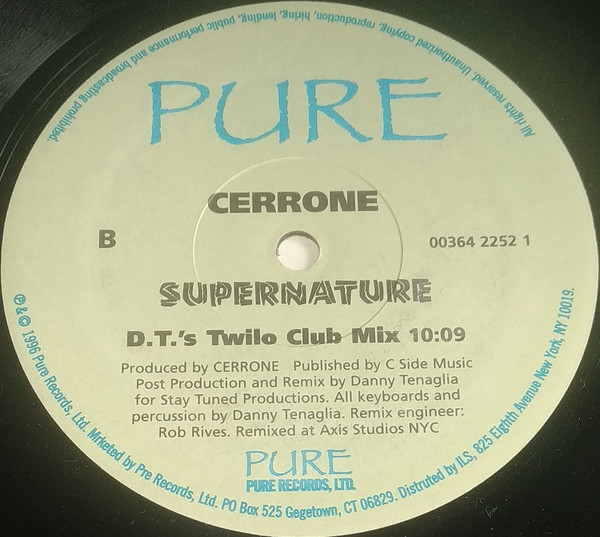 All rights reserved. Unauthorized copying, reproduction, hiring, lending, public performance and broadcasting prohibited.
PURE
CERRONE
B
00364 2252 1
SUPERNATURE
D.T.'s Twilo Club Mix 10:09
Produced by CERRONE Published by C Side Music
Post Production and Remix by Danny Tenaglia
for Stay Tuned Productions. All keyboards and
percussion by Danny Tenaglia. Remix engineer:
Rob Rives. Remixed at Axis Studios NYC
PURE
PURE RECORDS, LTD.
℗ & © 1996 Pure Records, Ltd. Mrketed by Pre Records, Ltd. PO Box 525 Gegetown, CT 06829. Distruted by ILS, 825 Eighth Avenue New York, NY 10019.